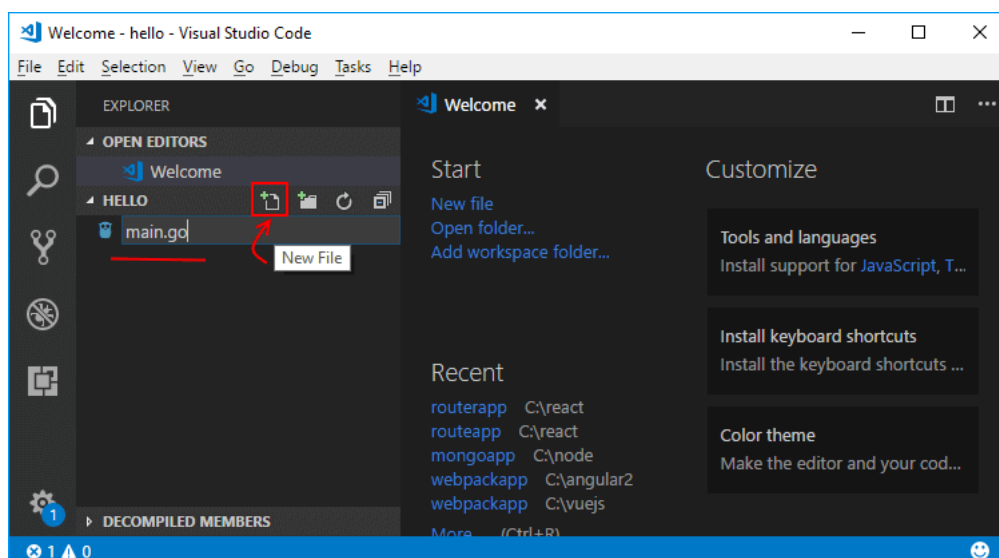 Welcome - hello - Visual Studio Code
File Edit Selection View Go Debug Tasks Help
EXPLORER
OPEN EDITORS
Welcome
HELLO
main.go
New File
DECOMPILED MEMBERS
Welcome
Start
New file
Open folder...
Add workspace folder...
Recent
routerapp C:\react
routeapp C:\react
mongoapp C:\node
webpackapp C:\angular2
webpackapp C:\vuejs
More... (Ctrl+R)
Customize
Tools and languages
Install support for JavaScript, T...
Install keyboard shortcuts
Install the keyboard shortcuts ...
Color theme
Make the editor and your cod...
1
1 0